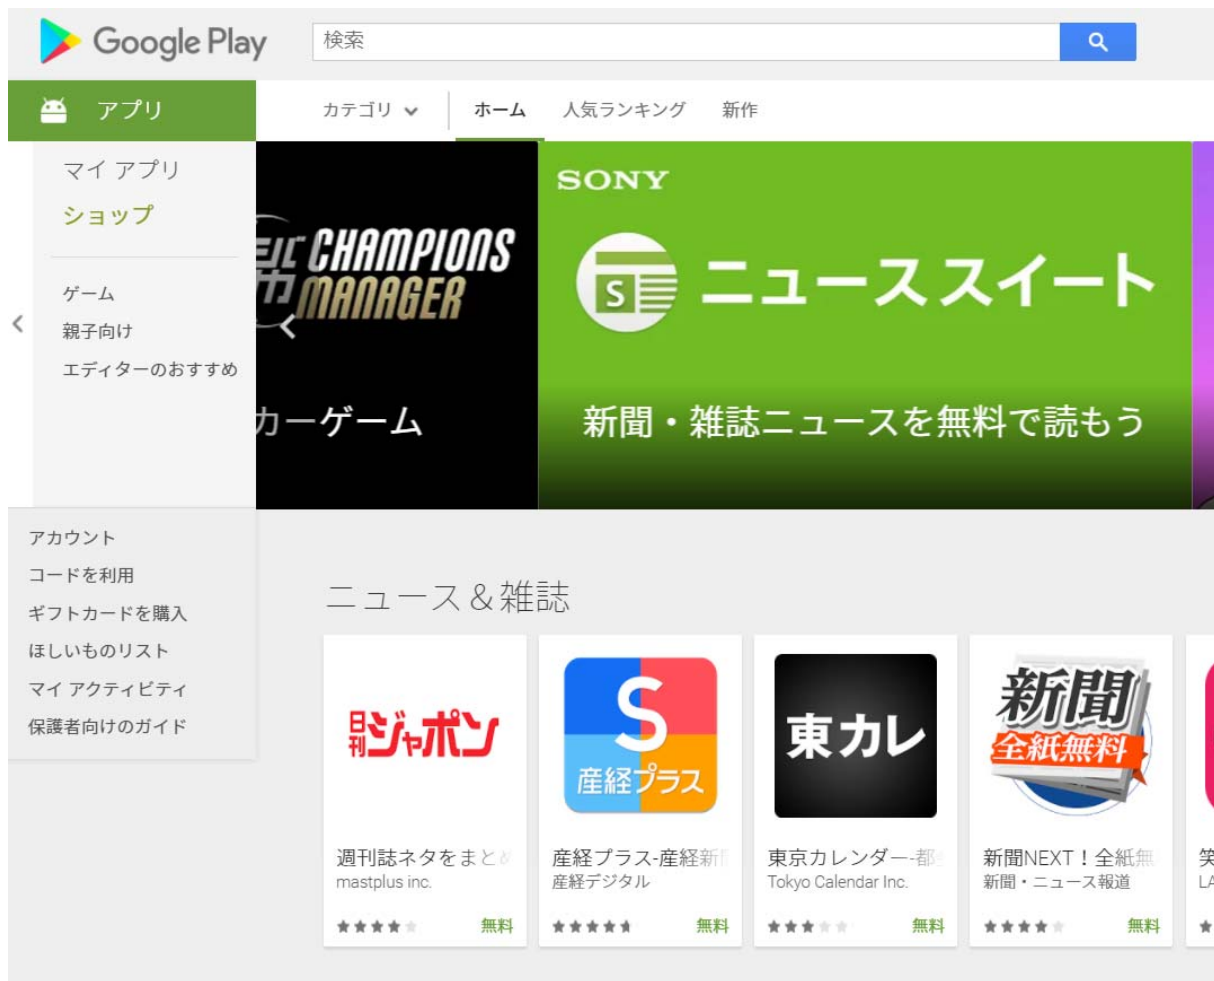 Google Play
検索
アプリ
カテゴリ
ホーム
人気ランキング
新作
マイ アプリ
ショップ
ゲーム
親子向け
エディターのおすすめ
CHAMPIONS
MANAGER
カーゲーム
SONY
S
ニューススイート
新聞・雑誌ニュースを無料で読もう
アカウント
コードを利用
ギフトカードを購入
ほしいものリスト
マイ アクティビティ
保護者向けのガイド
ニュース＆雑誌
日刊ジャポン
S
産経プラス
東カレ
新聞
全紙無料
週刊誌ネタをまとめ
mastplus inc.
無料
産経プラス-産経新聞
産経デジタル
無料
東京カレンダー-都会
Tokyo Calendar Inc.
無料
新聞NEXT！全紙無
新聞・ニュース報道
無料
笑
LA